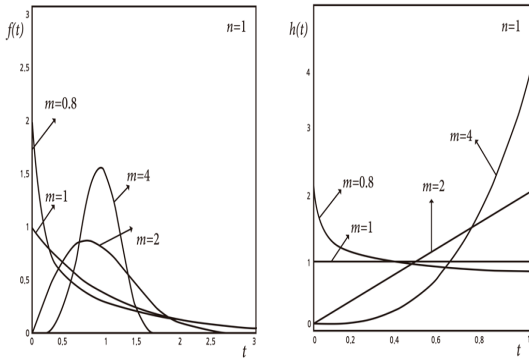 f(t)
n=1
3
2,5
2
1,5
1
0,5
0
m=0.8
m=1
m=4
m=2
0 0,5 1 1,5 2 2,5 3
t
h(t)
n=1
4
3
2
1
0
m=4
m=2
m=0.8
m=1
0 0,2 0,4 0,6 0,8 1
t